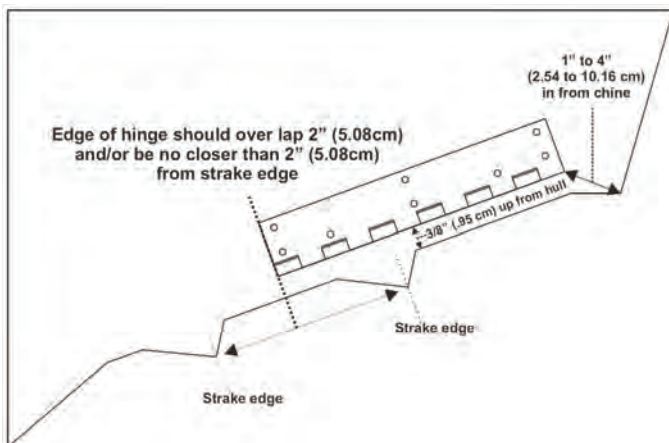 1” to 4”
(2.54 to 10.16 cm)
in from chine
Edge of hinge should over lap 2” (5.08cm)
and/or be no closer than 2” (5.08cm)
from strake edge
3/8” (.95 cm) up from hull
Strake edge
Strake edge